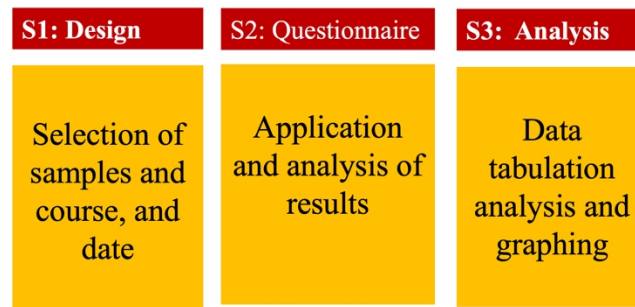 S1: Design
Selection of
samples and
course, and
date
S2: Questionnaire
Application
and analysis of
results
S3: Analysis
Data
tabulation
analysis and
graphing